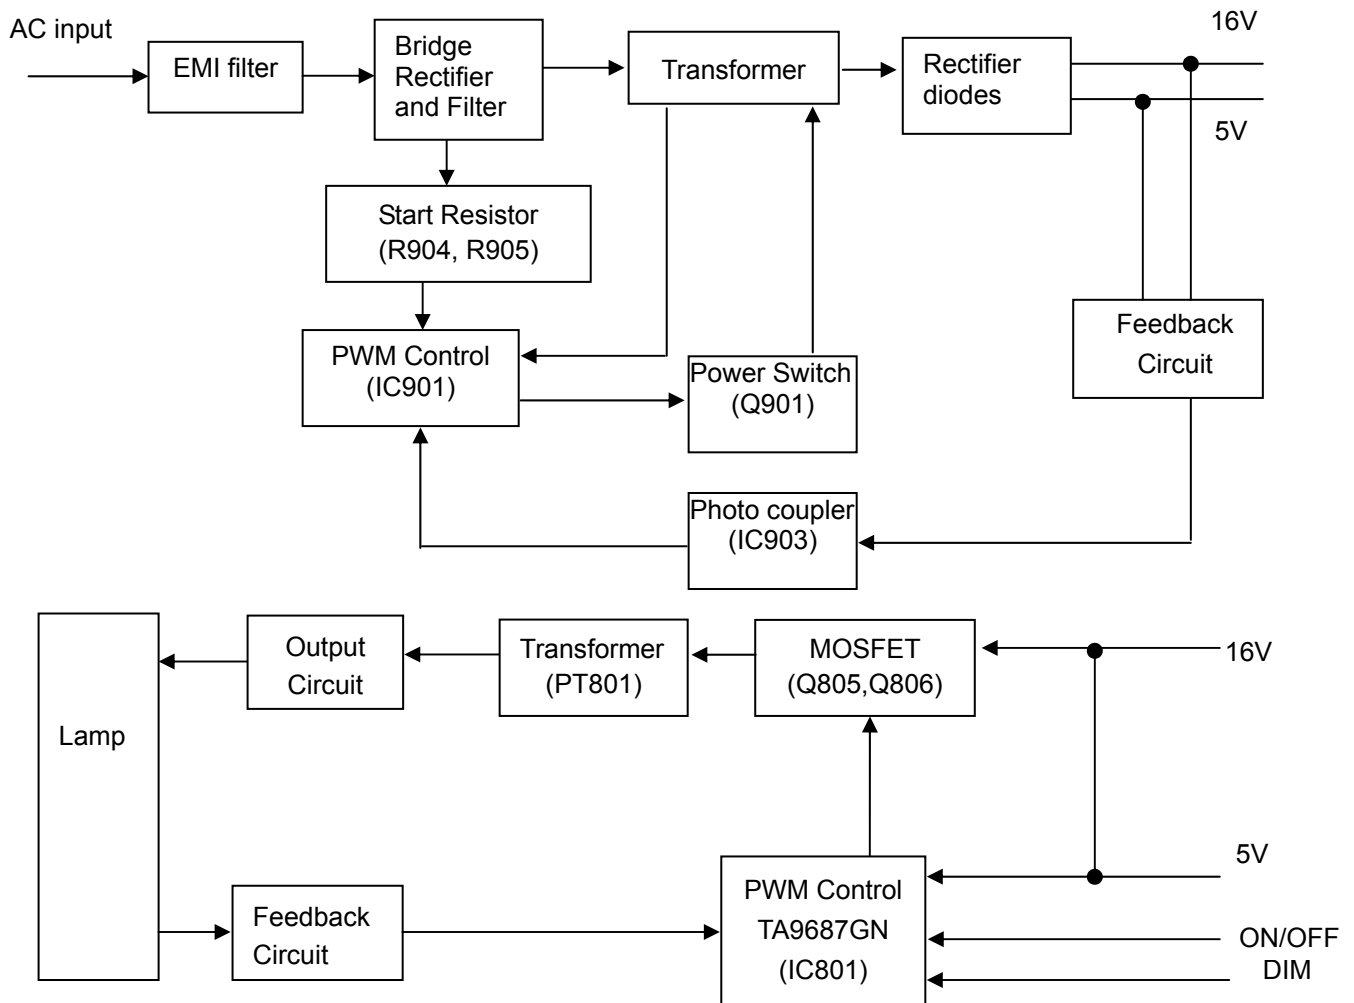 AC input
EMI filter
Bridge
Rectifier
and Filter
Transformer
Rectifier
diodes
16V
5V
Start Resistor
(R904, R905)
PWM Control
(IC901)
Power Switch
(Q901)
Feedback
Circuit
Photo coupler
(IC903)
Lamp
Output
Circuit
Transformer
(PT801)
MOSFET
(Q805,Q806)
16V
5V
Feedback
Circuit
PWM Control
TA9687GN
(IC801)
ON/OFF
DIM